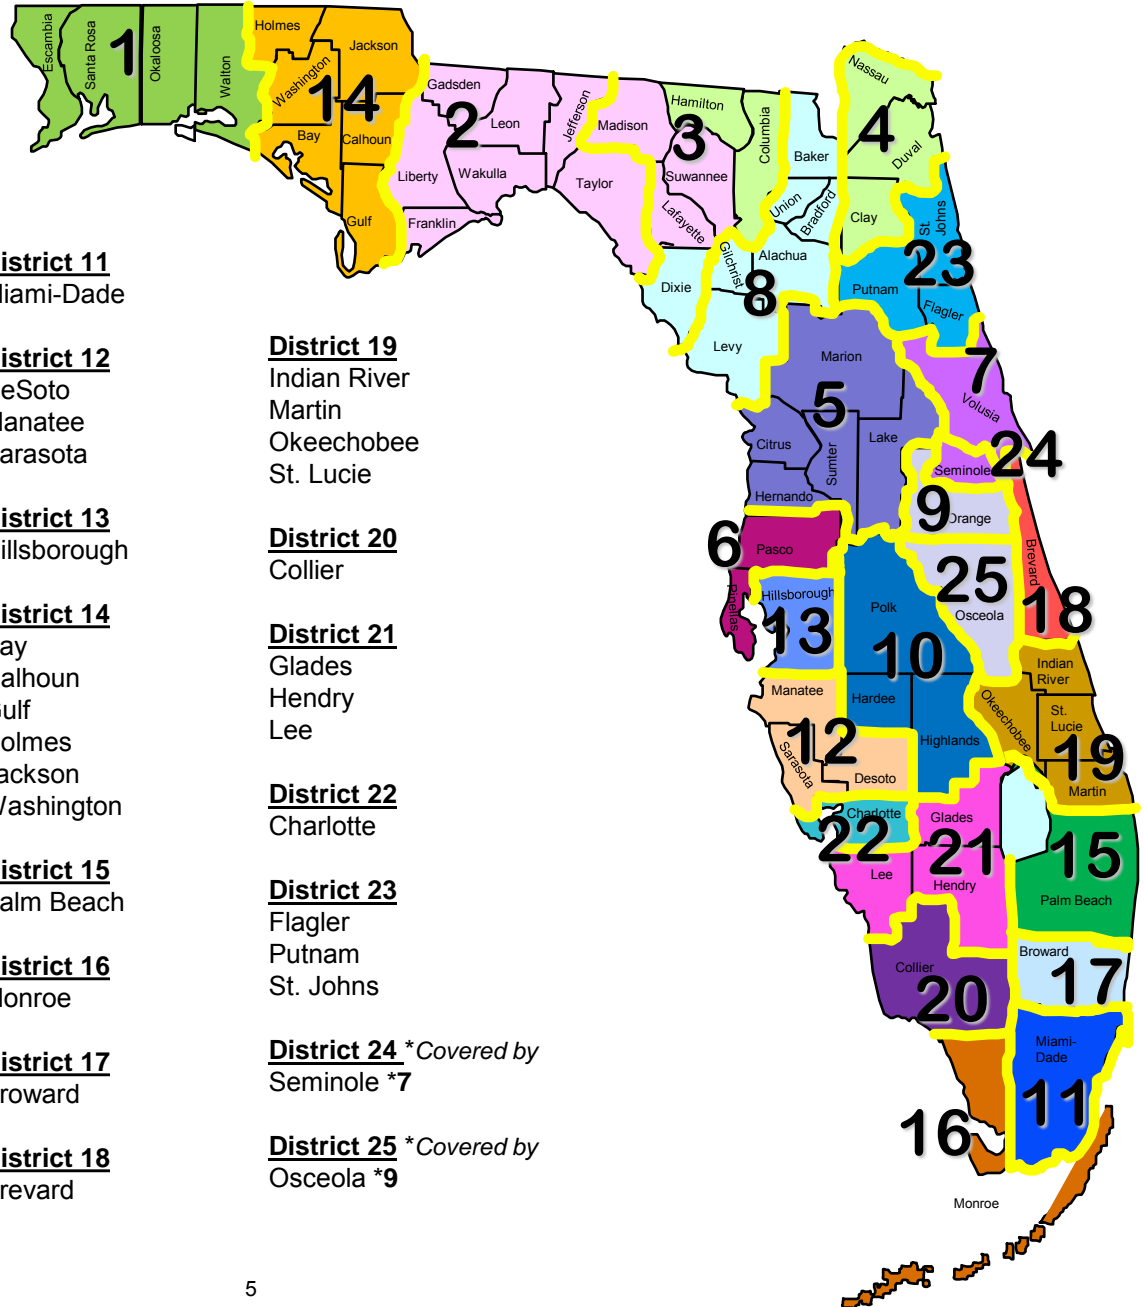 istrict 11
iami-Dade
istrict 12
eSoto
anatee
arasota
istrict 13
illsborough
istrict 14
ay
alhoun
ulf
olmes
ackson
ashington
istrict 15
alm Beach
istrict 16
onroe
istrict 17
roward
istrict 18
revard
District 19
Indian River
Martin
Okeechobee
St. Lucie
District 20
Collier
District 21
Glades
Hendry
Lee
District 22
Charlotte
District 23
Flagler
Putnam
St. Johns
District 24 *Covered by
Seminole *7
District 25 *Covered by
Osceola *9
5
Escambia
Santa Rosa
1
Okaloosa
Walton
Holmes
Jackson
Washington
14
Bay
Calhoun
Gulf
Gadsden
2
Leon
Jefferson
Liberty
Wakulla
Franklin
Taylor
Madison
Hamilton
3
Suwannee
Lafayette
Columbia
Baker
Union
Bradford
Nassau
4
Duval
Clay
St.
Johns
23
Putnam
Flagler
Gilchrist
Alachua
8
Dixie
Levy
Marion
5
Citrus
Sumter
Lake
Hernando
7
Volusia
24
Seminole
9
Orange
6
Pasco
Pinellas
Hillsborough
13
Polk
10
25
Osceola
Brevard
18
Indian
River
Okeechobee
St.
Lucie
19
Martin
Manatee
Hardee
Highlands
12
Sarasota
Desoto
Charlotte
22
Glades
21
Lee
Hendry
15
Palm Beach
Collier
20
Broward
17
Miami-
Dade
11
16
Monroe